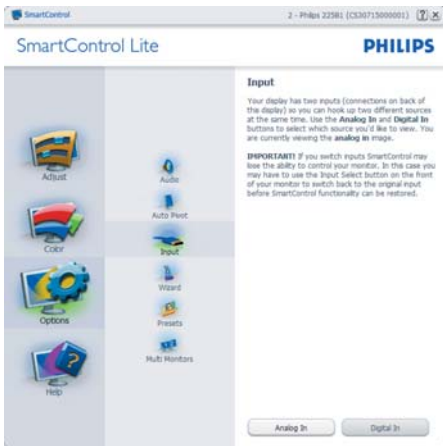 SmartControl
2 - Philips 225B1 (CS30715000001)
SmartControl Lite
PHILIPS
Adjust
Color
Options
Help
Audio
Auto Pivot
Input
Wizard
Presets
Multi Monitors
Input
Your display has two inputs (connections on back of
the display) so you can hook up two different sources
at the same time. Use the Analog In and Digital In
buttons to select which source you'd like to view. You
are currently viewing the analog in image.
IMPORTANT! If you switch inputs SmartControl may
lose the ability to control your monitor. In this case you
may have to use the Input Select button on the front
of your monitor to switch back to the original input
before SmartControl functionality can be restored.
Analog In
Digital In